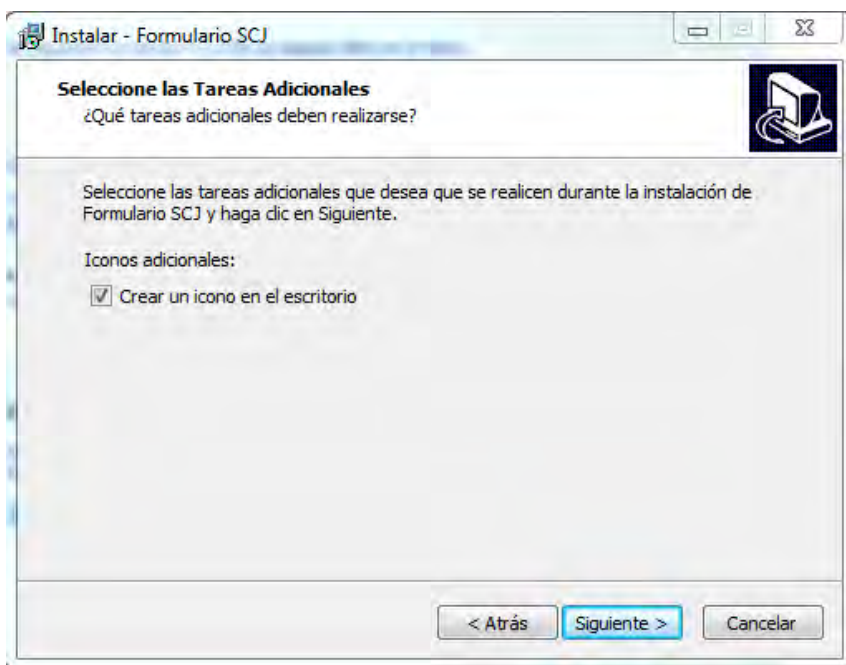 Instalar - Formulario SCJ
Seleccione las Tareas Adicionales
¿Qué tareas adicionales deben realizarse?
Seleccione las tareas adicionales que desea que se realicen durante la instalación de
Formulario SCJ y haga clic en Siguiente.
Iconos adicionales:
Crear un icono en el escritorio
< Atrás
Siguiente >
Cancelar